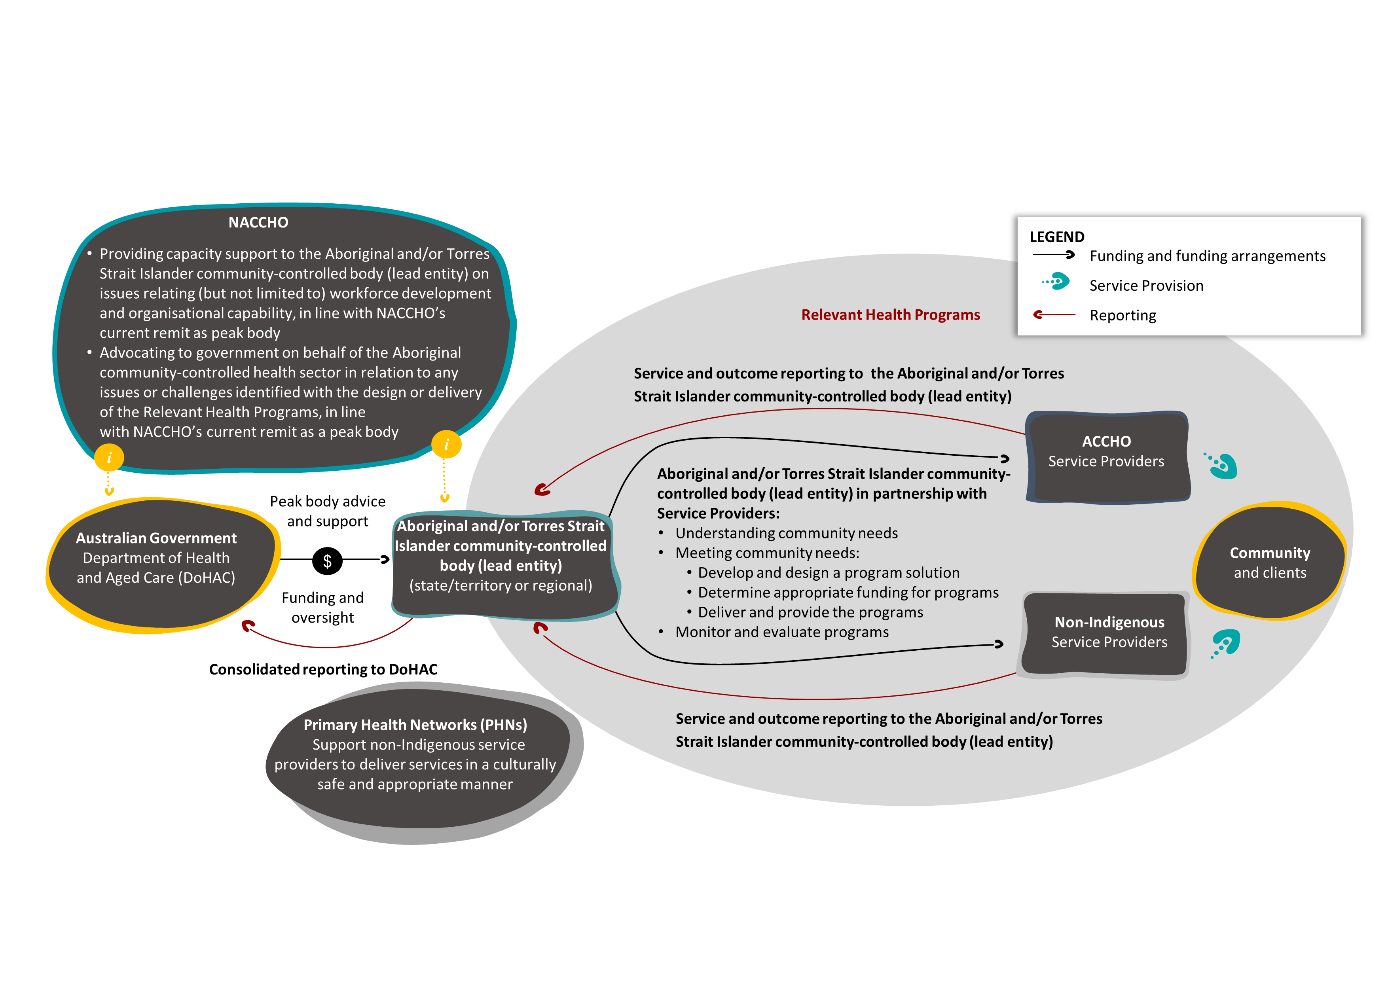 NACCHO
• Providing capacity support to the Aboriginal and/or Torres
Strait Islander community-controlled body (lead entity) on
issues relating (but not limited to) workforce development
and organisational capability, in line with NACCHO's
current remit as peak body
• Advocating to government on behalf of the Aboriginal
community-controlled health sector in relation to any
issues or challenges identified with the design or delivery
of the Relevant Health Programs, in line
with NACCHO's current remit as a peak body
i
i
LEGEND
Funding and funding arrangements
Service Provision
Reporting
Relevant Health Programs
Service and outcome reporting to the Aboriginal and/or Torres
Strait Islander community-controlled body (lead entity)
ACCHO
Service Providers
Peak body advice
and support
Australian Government
Department of Health
and Aged Care (DoHAC)
$
Funding and
oversight
Aboriginal and/or Torres Strait
Islander community-controlled
body (lead entity)
(state/territory or regional)
Aboriginal and/or Torres Strait Islander community-
controlled body (lead entity) in partnership with
Service Providers:
• Understanding community needs
• Meeting community needs:
• Develop and design a program solution
• Determine appropriate funding for programs
• Deliver and provide the programs
• Monitor and evaluate programs
Community
and clients
Non-Indigenous
Service Providers
Consolidated reporting to DoHAC
Service and outcome reporting to the Aboriginal and/or Torres
Strait Islander community-controlled body (lead entity)
Primary Health Networks (PHNs)
Support non-Indigenous service
providers to deliver services in a culturally
safe and appropriate manner